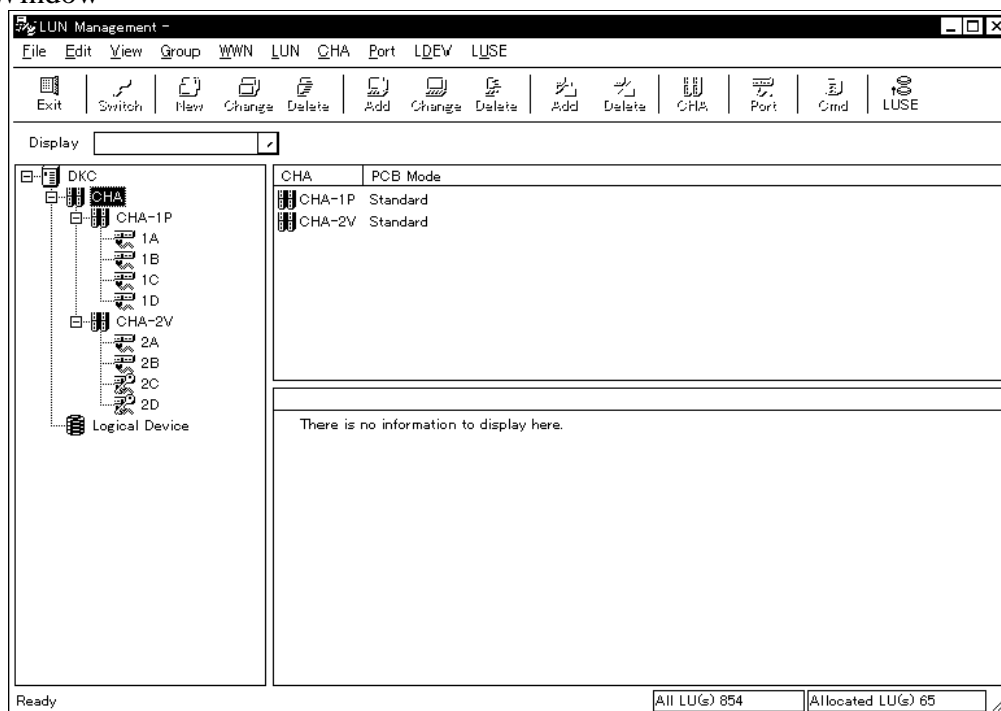 Window
LUN Management -
File Edit View Group WWN LUN CHA Port LDEV LUSE
Exit Switch New Change Delete Add Change Delete Add Delete CHA Port Cmd LUSE
Display
DKC
CHA
CHA-1P
1A
1B
1C
1D
CHA-2V
2A
2B
2C
2D
Logical Device
CHA PCB Mode
CHA-1P Standard
CHA-2V Standard
There is no information to display here.
Ready All LU(s) 854 Allocated LU(s) 65